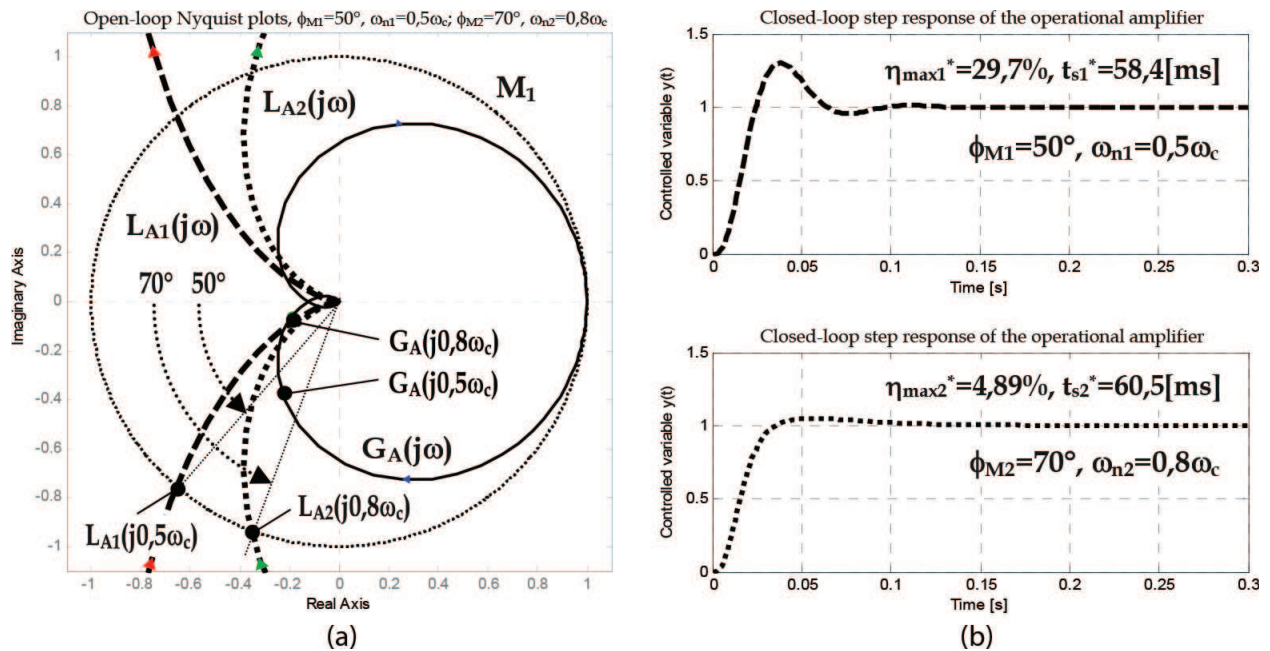 Open-loop Nyquist plots, ϕM1=50°, ωn1=0,5ωc; ϕM2=70°, ωn2=0,8ωc
1
0.8
0.6
0.4
0.2
0
-0.2
-0.4
-0.6
-0.8
-1
Imaginary Axis
M1
LA2(jω)
LA1(jω)
70° 50°
GA(j0,8ωc)
GA(j0,5ωc)
GA(jω)
LA2(j0,8ωc)
LA1(j0,5ωc)
-1 -0.8 -0.6 -0.4 -0.2 0 0.2 0.4 0.6 0.8 1
Real Axis
(a)
Closed-loop step response of the operational amplifier
1.5
1
0.5
0
Controlled variable y(t)
ηmax1*=29,7%, ts1*=58,4[ms]
ϕM1=50°, ωn1=0,5ωc
0 0.05 0.1 0.15 0.2 0.25 0.3
Time [s]
Closed-loop step response of the operational amplifier
1.5
1
0.5
0
Controlled variable y(t)
ηmax2*=4,89%, ts2*=60,5[ms]
ϕM2=70°, ωn2=0,8ωc
0 0.05 0.1 0.15 0.20 0.25 0.3
Time [s]
(b)